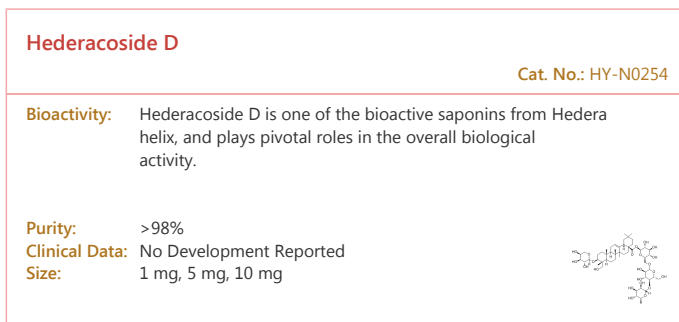 Hederacoside D
Cat. No.: HY-N0254
Bioactivity: Hederacoside D is one of the bioactive saponins from Hedera
helix, and plays pivotal roles in the overall biological
activity.
Purity: >98%
Clinical Data: No Development Reported
Size: 1 mg, 5 mg, 10 mg